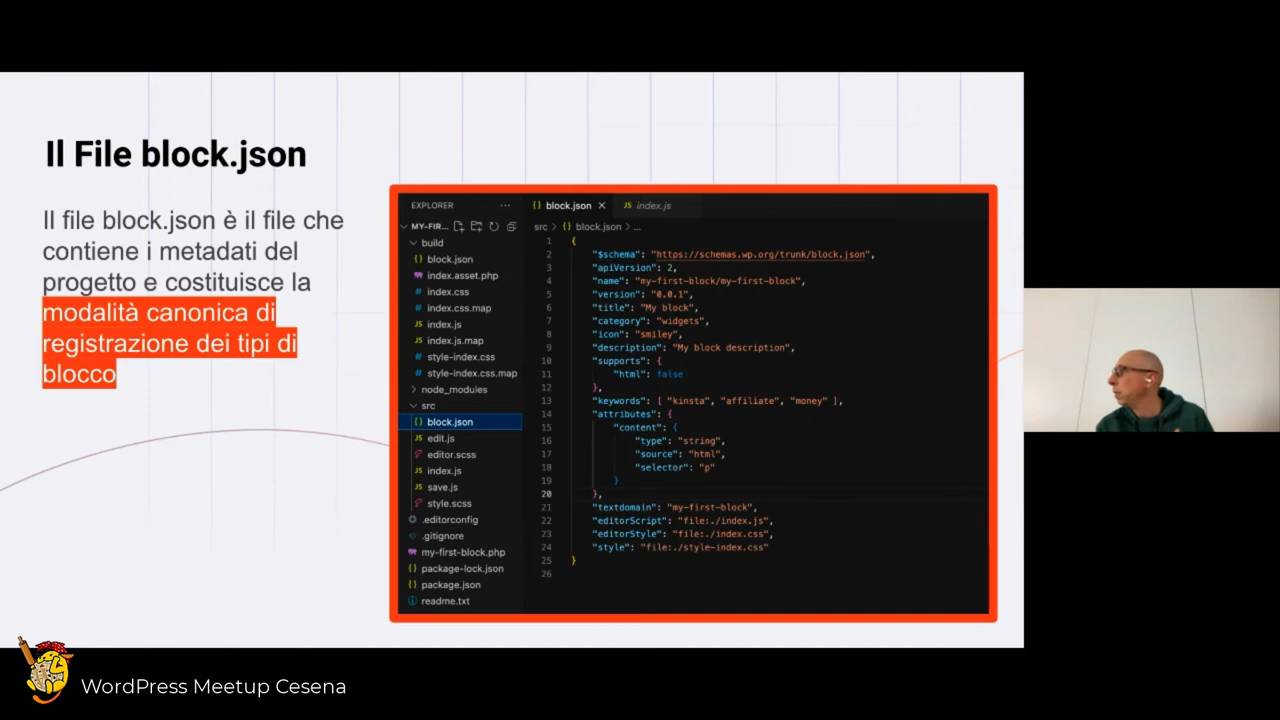 Il File block.json
Il file block.json è il file che
contiene i metadati del
progetto e costituisce la
modalità canonica di
registrazione dei tipi di
blocco
EXPLORER ...
MY-FIR...
build
block.json
index.asset.php
index.css
index.css.map
index.js
index.js.map
style-index.css
style-index.css.map
node_modules
src
block.json
edit.js
editor.scss
index.js
save.js
style.scss
.editorconfig
.gitignore
my-first-block.php
package-lock.json
package.json
readme.txt
{} block.json × JS index.js
src > {} block.json > ...
1 {
2 "$schema": "https://schemas.wp.org/trunk/block.json",
3 "apiVersion": 2,
4 "name": "my-first-block/my-first-block",
5 "version": "0.0.1",
6 "title": "My block",
7 "category": "widgets",
8 "icon": "smiley",
9 "description": "My block description",
10 "supports": {
11 "html": false
12 },
13 "keywords": [ "kinsta", "affiliate", "money" ],
14 "attributes": {
15 "content": {
16 "type": "string",
17 "source": "html",
18 "selector": "p"
19 }
20 },
21 "textdomain": "my-first-block",
22 "editorScript": "file:./index.js",
23 "editorStyle": "file:./index.css",
24 "style": "file:./style-index.css"
25 }
26
WordPress Meetup Cesena